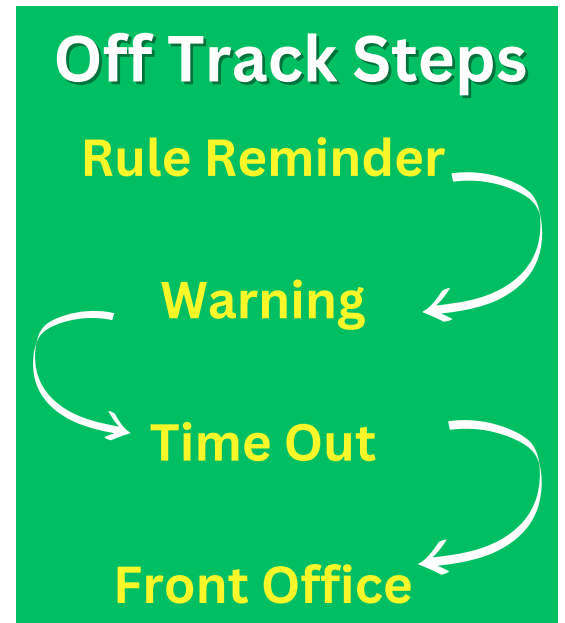 Off Track Steps
Rule Reminder
Warning
Time Out
Front Office